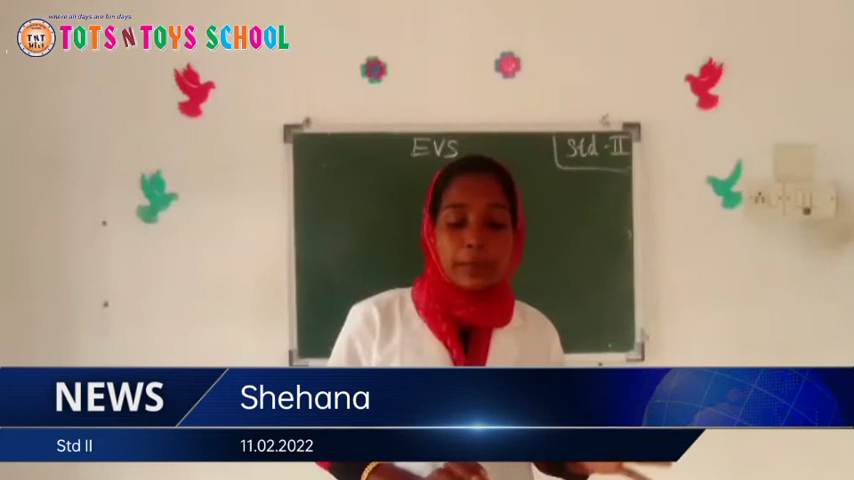 where all days are fun days
TOTS N TOYS SCHOOL
TNT
EVS
Std - II
NEWS
Shehana
Std II
11.02.2022